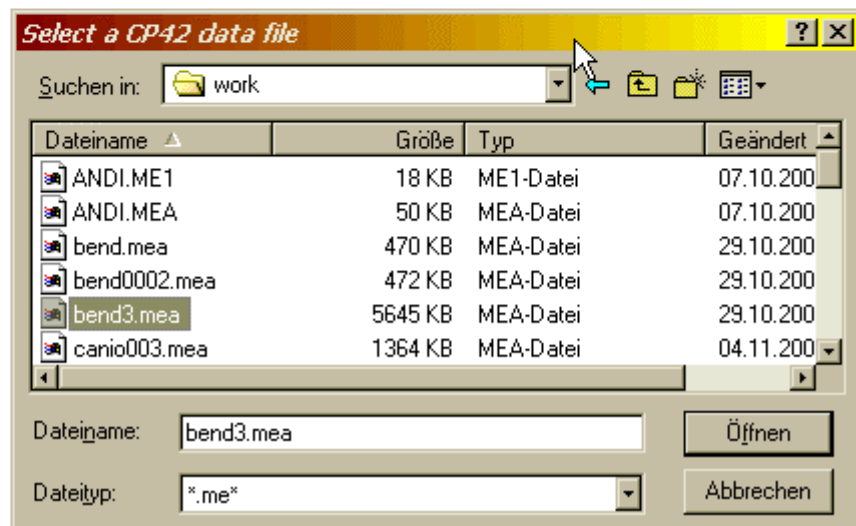 Select a CP42 data file
Suchen in: work
Dateiname Größe Typ Geändert
ANDI.ME1 18 KB ME1-Datei 07.10.200
ANDI.MEA 50 KB MEA-Datei 07.10.200
bend.mea 470 KB MEA-Datei 29.10.200
bend0002.mea 472 KB MEA-Datei 29.10.200
bend3.mea 5645 KB MEA-Datei 29.10.200
canio003.mea 1364 KB MEA-Datei 04.11.200
Dateiname: bend3.mea Öffnen
Dateityp: *.me* Abbrechen